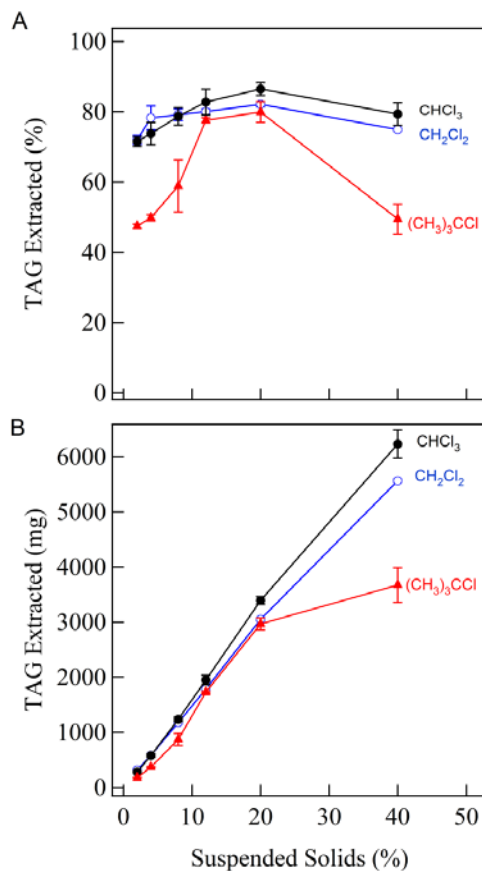 A
100
80
60
40
20
0
TAG Extracted (%)
CHCl₃
CH₂Cl₂
(CH₃)₃CCl
B
6000
5000
4000
3000
2000
1000
0
TAG Extracted (mg)
CHCl₃
CH₂Cl₂
(CH₃)₃CCl
0 10 20 30 40 50
Suspended Solids (%)